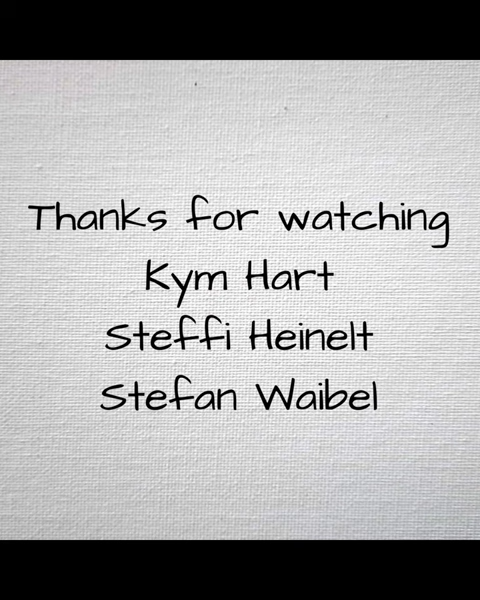 Thanks for watching
Kym Hart
Steffi Heinelt
Stefan Waibel